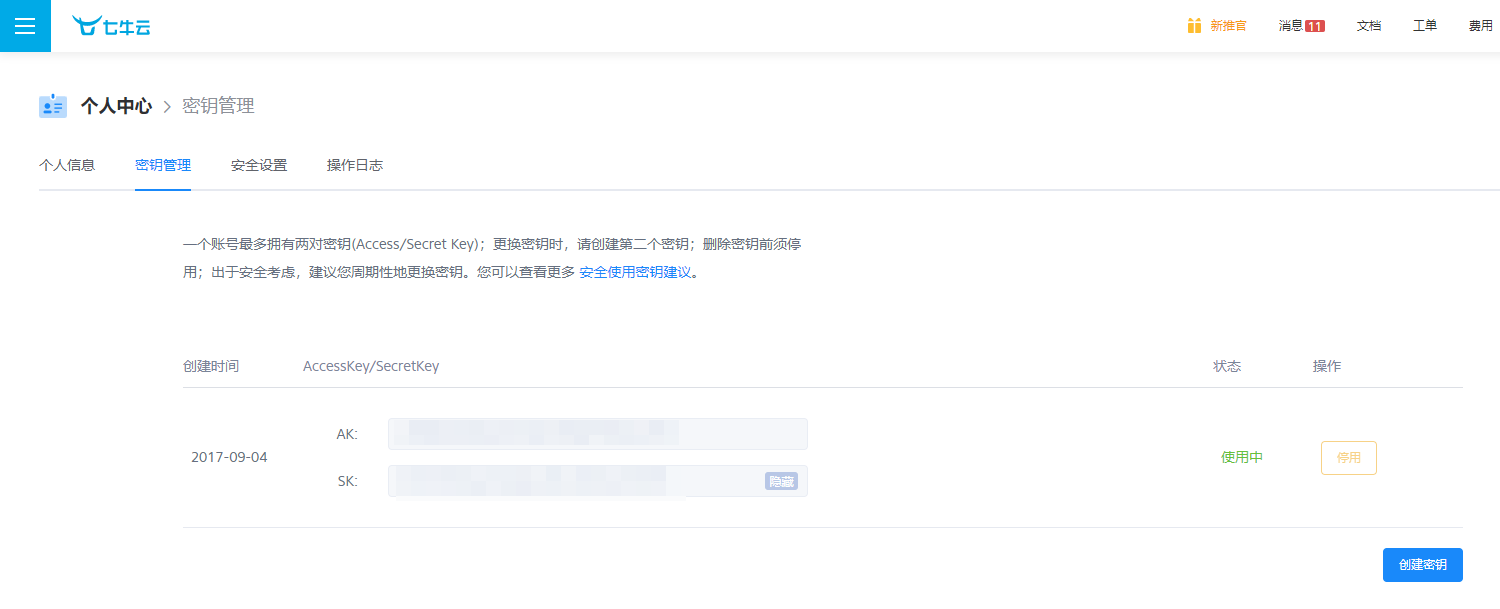 七牛云
新推官
消息 11
文档
工单
费用
个人中心 > 密钥管理
个人信息
密钥管理
安全设置
操作日志
一个账号最多拥有两对密钥(Access/Secret Key)；更换密钥时，请创建第二个密钥；删除密钥前须停
用；出于安全考虑，建议您周期性地更换密钥。您可以查看更多 安全使用密钥建议。
创建时间
AccessKey/SecretKey
状态
操作
2017-09-04
AK:
SK:
隐藏
使用中
停用
创建密钥